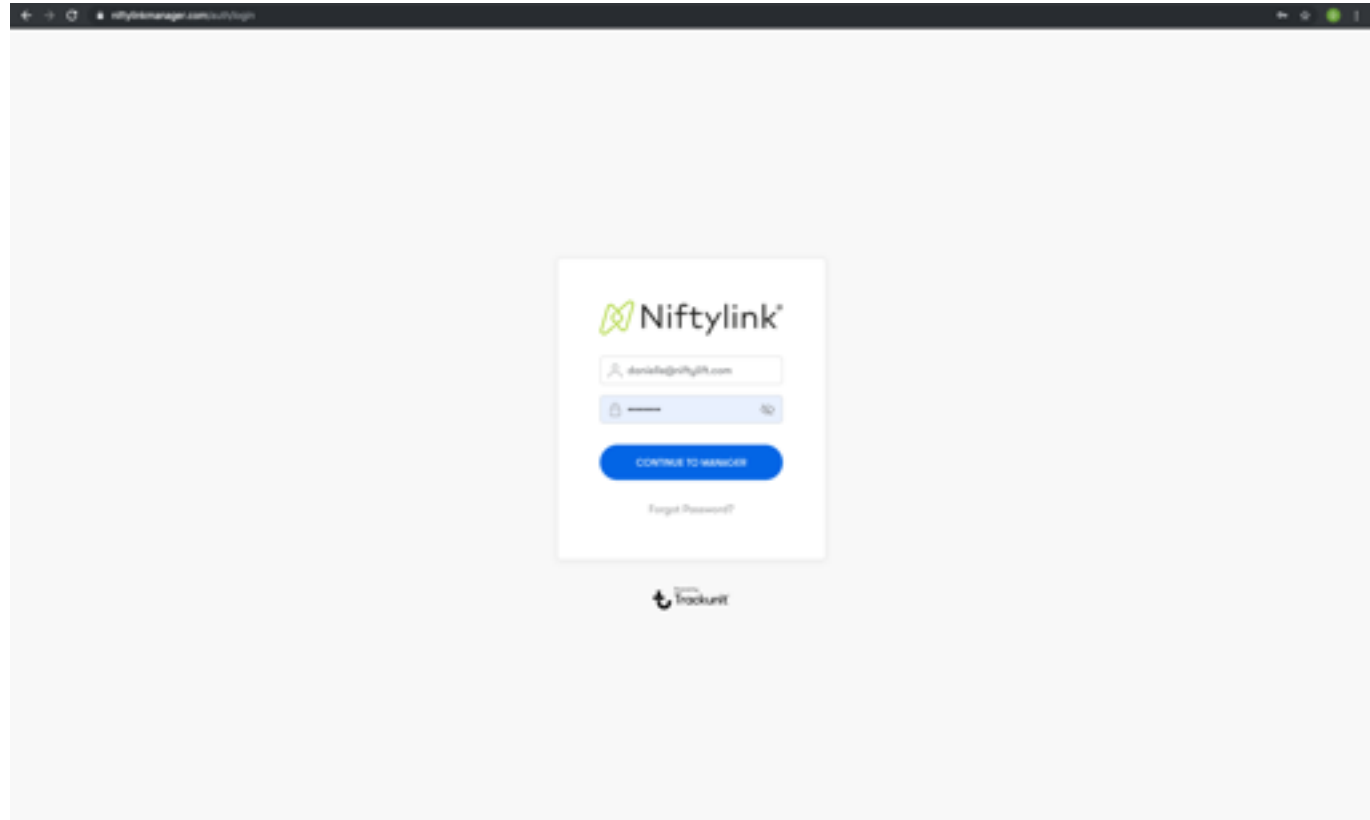 niftylinkmanager.com/auth/login
Niftylink®
danielle@niftylift.com
CONTINUE TO MANAGER
Forgot Password?
Trackunit